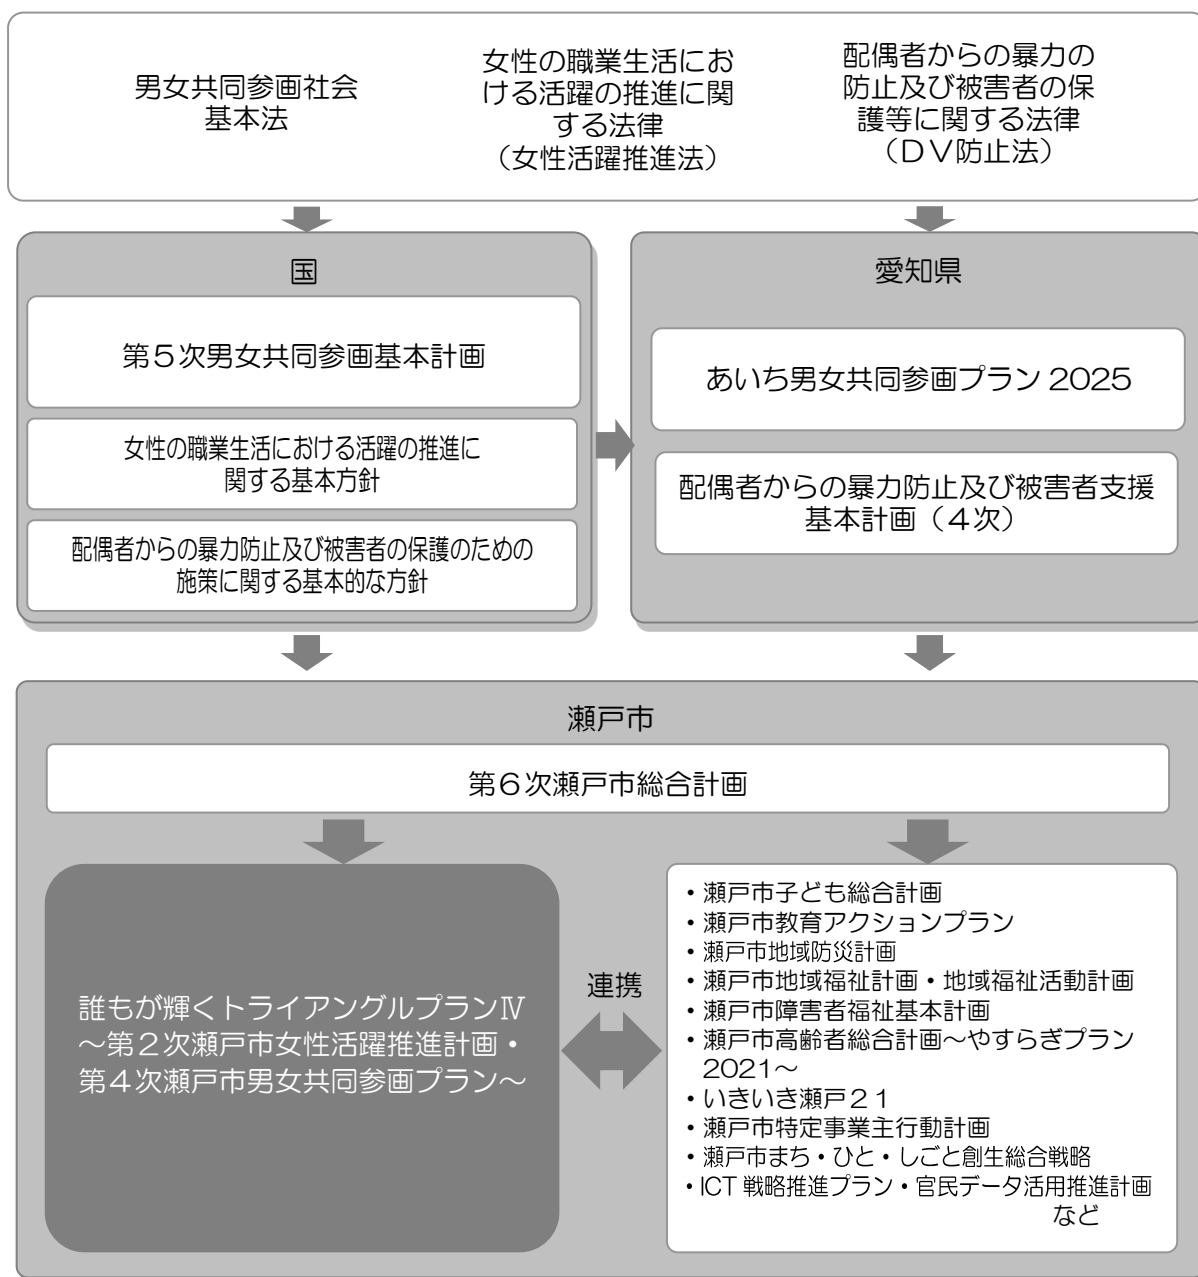 男女共同参画社会
基本法
女性の職業生活にお
ける活躍の推進に関
する法律
（女性活躍推進法）
配偶者からの暴力の
防止及び被害者の保
護等に関する法律
（ＤＶ防止法）
国
第５次男女共同参画基本計画
女性の職業生活における活躍の推進に
関する基本方針
配偶者からの暴力防止及び被害者の保護のための
施策に関する基本的な方針
愛知県
あいち男女共同参画プラン 2025
配偶者からの暴力防止及び被害者支援
基本計画（４次）
瀬戸市
第６次瀬戸市総合計画
誰もが輝くトライアングルプランⅣ
～第２次瀬戸市女性活躍推進計画・
第４次瀬戸市男女共同参画プラン～
連携
・瀬戸市子ども総合計画
・瀬戸市教育アクションプラン
・瀬戸市地域防災計画
・瀬戸市地域福祉計画・地域福祉活動計画
・瀬戸市障害者福祉基本計画
・瀬戸市高齢者総合計画～やすらぎプラン
2021～
・いきいき瀬戸２１
・瀬戸市特定事業主行動計画
・瀬戸市まち・ひと・しごと創生総合戦略
・ICT 戦略推進プラン・官民データ活用推進計画
など